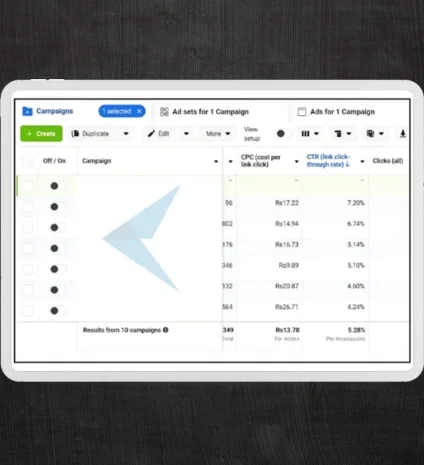 Campaigns
1 selected
Ad sets for 1 Campaign
Ads for 1 Campaign
+ Create
Duplicate
Edit
More
View setup
Off / On
Campaign
CPC (cost per link click)
CTR (link click-through rate) ↓
Clicks (all)
– –
96 Rs17.22 7.20%
802 Rs14.94 6.74%
176 Rs16.73 5.14%
346 Rs9.89 5.10%
132 Rs20.87 4.60%
564 Rs26.71 4.24%
Results from 10 campaigns
349 Rs13.78 5.28%
Total Per Action Per Impressions